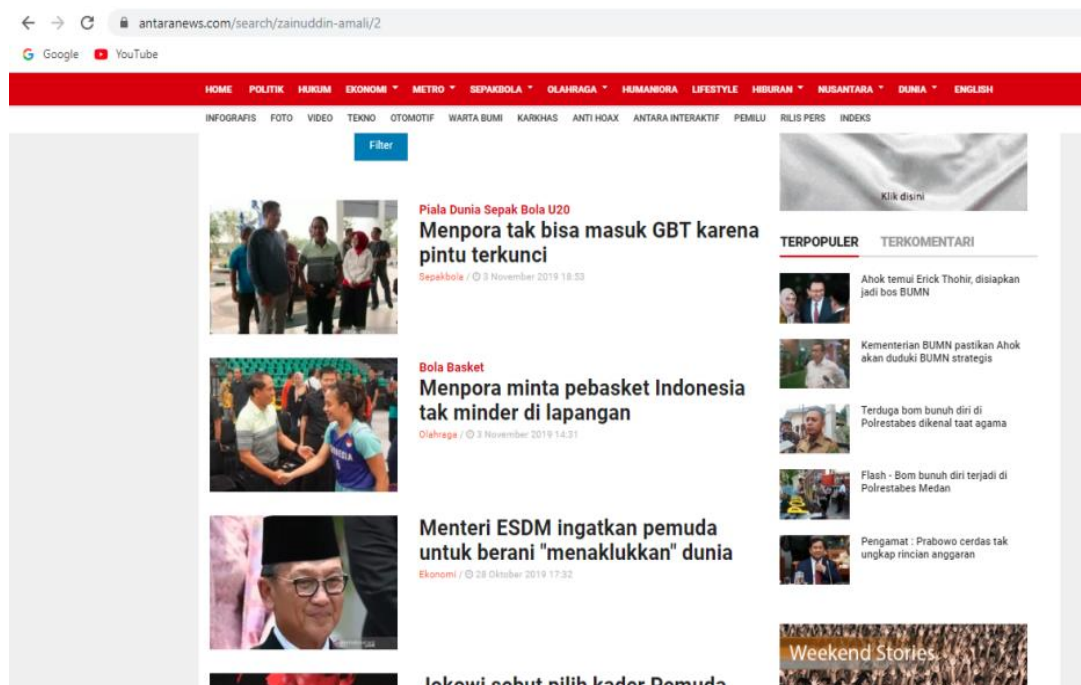 antaranews.com/search/zainuddin-amali/2
Google YouTube
HOME POLITIK HUKUM EKONOMI METRO SEPAKBOLA OLAHRAGA HUMANIORA LIFESTYLE HIBURAN NUSANTARA DUNIA ENGLISH
INFOGRAFIS FOTO VIDEO TEKNO OTOMOTIF WARTA BUMI KARKHAS ANTI HOAX ANTARA INTERAKTIF PEMILU RILIS PERS INDEKS
Filter
Piala Dunia Sepak Bola U20
Menpora tak bisa masuk GBT karena
pintu terkunci
Sepakbola / 3 November 2019 18:53
Bola Basket
Menpora minta pebasket Indonesia
tak minder di lapangan
Olahraga / 3 November 2019 14:31
Menteri ESDM ingatkan pemuda
untuk berani "menaklukkan" dunia
Ekonomi / 28 Oktober 2019 17:32
Jokowi sebut pilih kader Pemuda
Klik disini
TERPOPULER TERKOMENTARI
Ahok temui Erick Thohir, disiapkan
jadi bos BUMN
Kementerian BUMN pastikan Ahok
akan duduki BUMN strategis
Terduga bom bunuh diri di
Polrestabes dikenal taat agama
Flash - Bom bunuh diri terjadi di
Polrestabes Medan
Pengamat : Prabowo cerdas tak
ungkap rincian anggaran
Weekend Stories